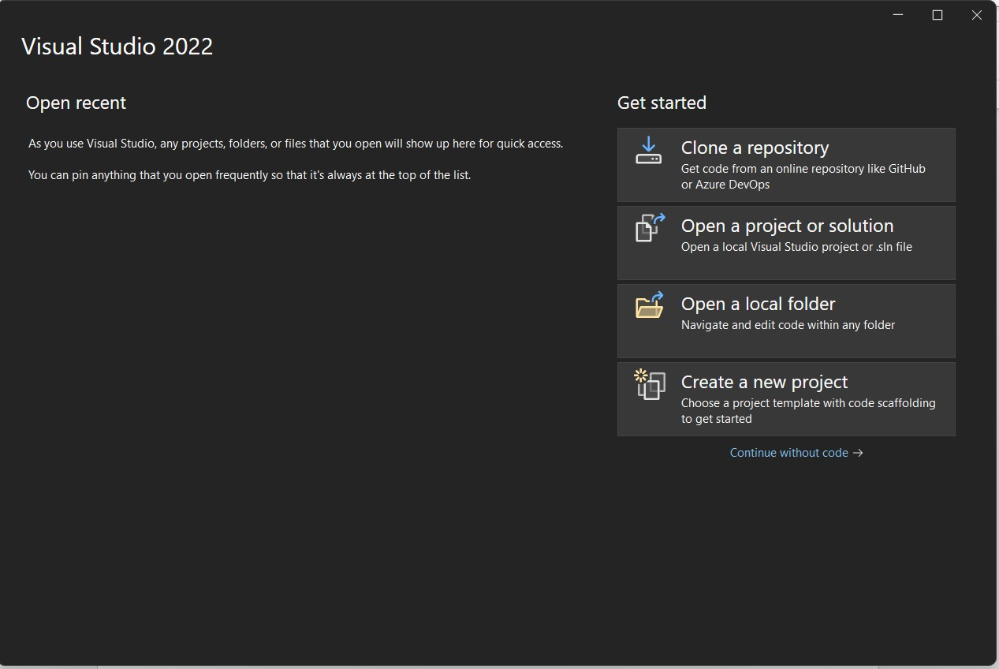 Visual Studio 2022
Open recent
As you use Visual Studio, any projects, folders, or files that you open will show up here for quick access.
You can pin anything that you open frequently so that it's always at the top of the list.
Get started
Clone a repository
Get code from an online repository like GitHub
or Azure DevOps
Open a project or solution
Open a local Visual Studio project or .sln file
Open a local folder
Navigate and edit code within any folder
Create a new project
Choose a project template with code scaffolding
to get started
Continue without code →